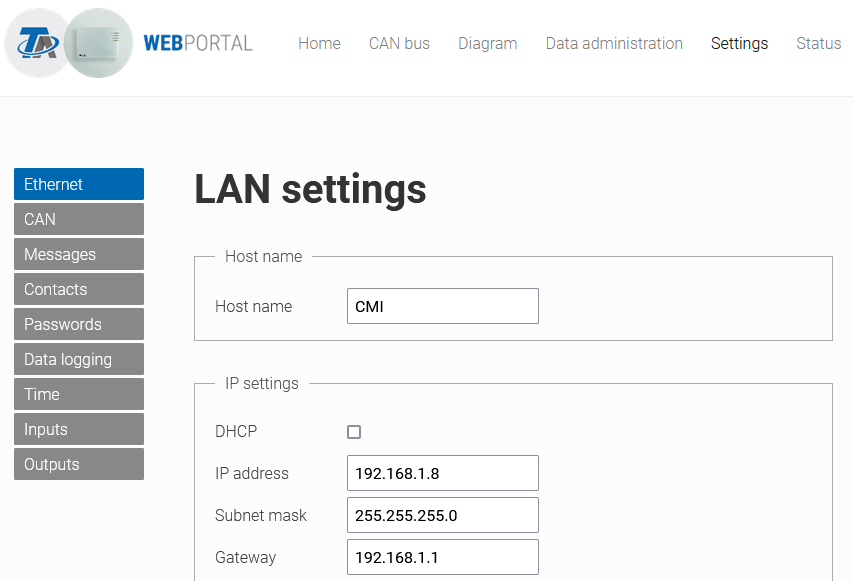 TA WEBPORTAL Home CAN bus Diagram Data administration Settings Status
Ethernet
CAN
Messages
Contacts
Passwords
Data logging
Time
Inputs
Outputs
LAN settings
Host name
Host name CMI
IP settings
DHCP
IP address 192.168.1.8
Subnet mask 255.255.255.0
Gateway 192.168.1.1